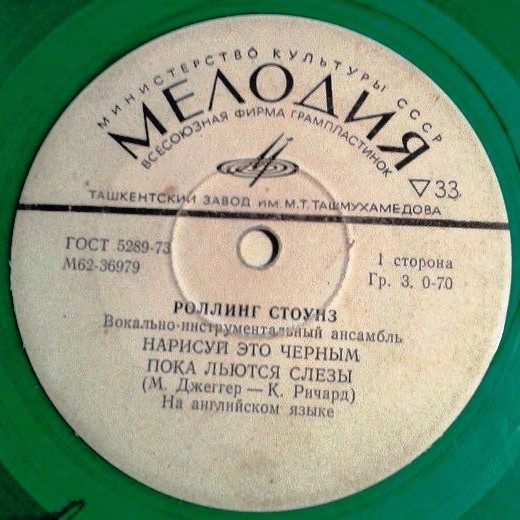 МИНИСТЕРСТВО КУЛЬТУРЫ СССР
МЕЛОДИЯ
ВСЕСОЮЗНАЯ ФИРМА ГРАМПЛАСТИНОК
33
ТАШКЕНТСКИЙ ЗАВОД ИМ. М.Т. ТАШМУХАМЕДОВА
ГОСТ 5289-73
М62-36979
1 сторона
Гр. 3. 0-70
РОЛЛИНГ СТОУНЗ
Вокально-инструментальный ансамбль
НАРИСУЙ ЭТО ЧЕРНЫМ
ПОКА ЛЬЮТСЯ СЛЕЗЫ
(М. Джеггер — К. Ричард)
На английском языке